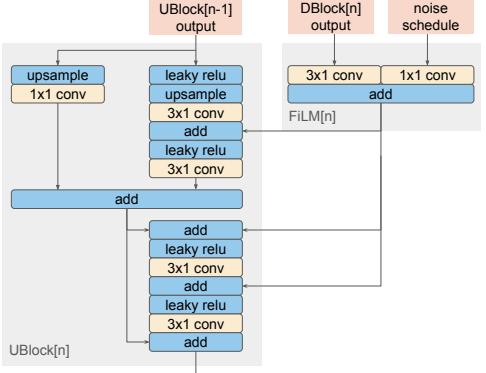 UBlock[n-1]
output
DBlock[n]
output
noise
schedule
upsample
1x1 conv
leaky relu
upsample
3x1 conv
add
leaky relu
3x1 conv
3x1 conv
1x1 conv
add
FiLM[n]
add
add
leaky relu
3x1 conv
add
leaky relu
3x1 conv
add
UBlock[n]